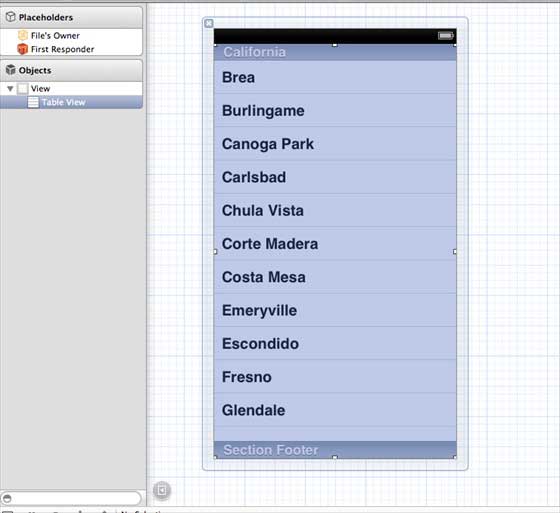 Placeholders
File's Owner
First Responder
Objects
View
Table View
California
Brea
Burlingame
Canoga Park
Carlsbad
Chula Vista
Corte Madera
Costa Mesa
Emeryville
Escondido
Fresno
Glendale
Section Footer